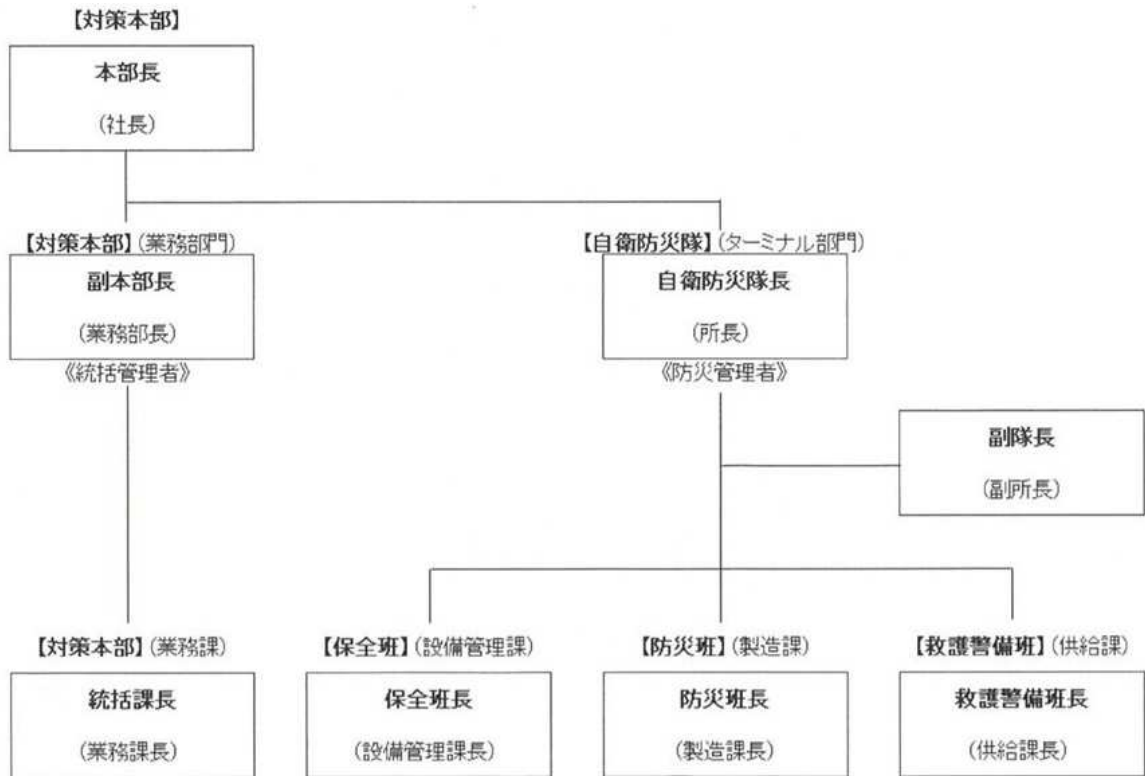 【対策本部】
本部長
(社長)
【対策本部】(業務部門)
副本部長
(業務部長)
《統括管理者》
【自衛防災隊】(ターミナル部門)
自衛防災隊長
(所長)
《防災管理者》
副隊長
(副所長)
【対策本部】(業務課)
統括課長
(業務課長)
【保全班】(設備管理課)
保全班長
(設備管理課長)
【防災班】(製造課)
防災班長
(製造課長)
【救護警備班】(供給課)
救護警備班長
(供給課長)